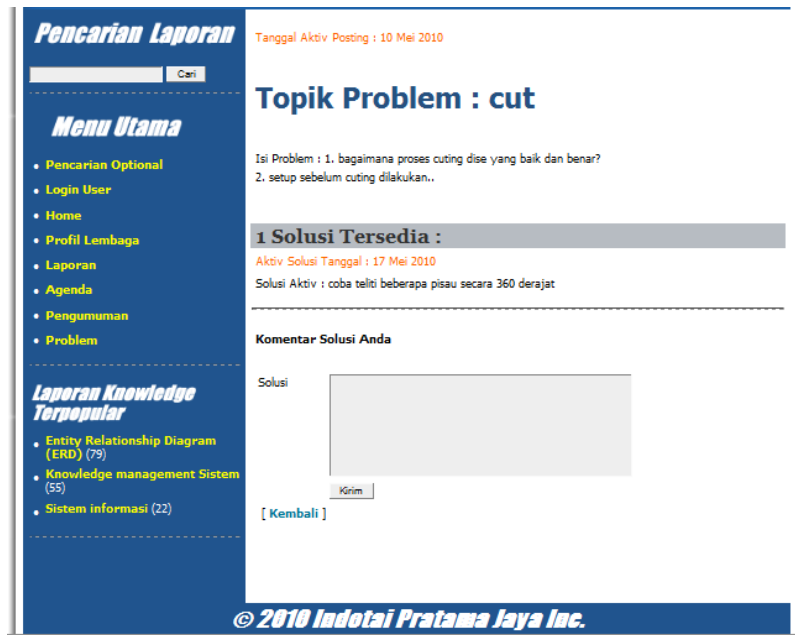 Pencarian Laporan
Cari
Menu Utama
Pencarian Optional
Login User
Home
Profil Lembaga
Laporan
Agenda
Pengumuman
Problem
Laporan Knowledge
Terpopular
Entity Relationship Diagram
(ERD) (79)
Knowledge management Sistem
(55)
Sistem informasi (22)
Tanggal Aktiv Posting : 10 Mei 2010
Topik Problem : cut
Isi Problem : 1. bagaimana proses cuting dise yang baik dan benar?
2. setup sebelum cuting dilakukan..
1 Solusi Tersedia :
Aktiv Solusi Tanggal : 17 Mei 2010
Solusi Aktiv : coba teliti beberapa pisau secara 360 derajat
Komentar Solusi Anda
Solusi
Kirim
[ Kembali ]
© 2010 Indotai Pratama Jaya Inc.